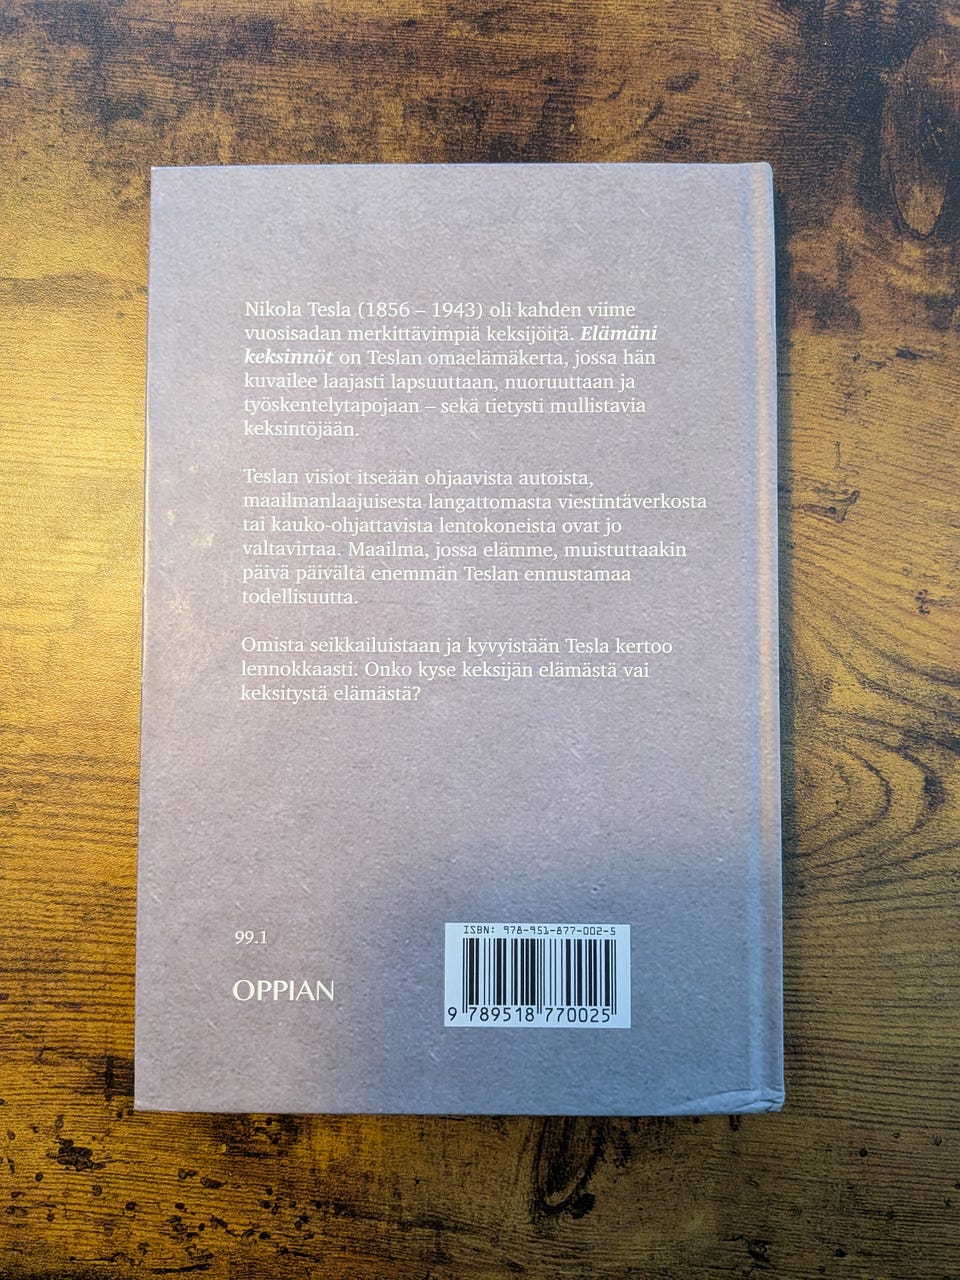 Nikola Tesla (1856 – 1943) oli kahden viime
vuosisadan merkittävimpiä keksijöitä. Elämäni
keksinnöt on Teslan omaelämäkerta, jossa hän
kuvailee laajasti lapsuuttaan, nuoruuttaan ja
työskentelytapojaan – sekä tietysti mullistavia
keksintöjään.
Teslan visiot itseään ohjaavista autoista,
maailmanlaajuisesta langattomasta viestintäverkosta
tai kauko-ohjattavista lentokoneista ovat jo
valtavirtaa. Maailma, jossa elämme, muistuttaakin
päivä päivältä enemmän Teslan ennustamaa
todellisuutta.
Omista seikkailuistaan ja kyvyistään Tesla kertoo
lennokkaasti. Onko kyse keksijän elämästä vai
keksitystä elämästä?
99.1
OPPIAN
ISBN: 978-951-877-002-5
9 789518 770025